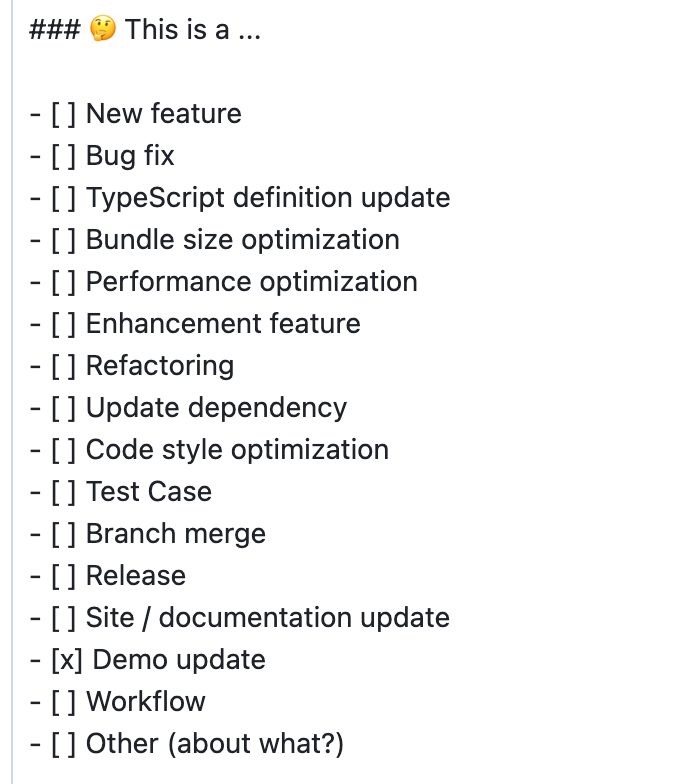 ### 🤔 This is a ...
- [ ] New feature
- [ ] Bug fix
- [ ] TypeScript definition update
- [ ] Bundle size optimization
- [ ] Performance optimization
- [ ] Enhancement feature
- [ ] Refactoring
- [ ] Update dependency
- [ ] Code style optimization
- [ ] Test Case
- [ ] Branch merge
- [ ] Release
- [ ] Site / documentation update
- [x] Demo update
- [ ] Workflow
- [ ] Other (about what?)